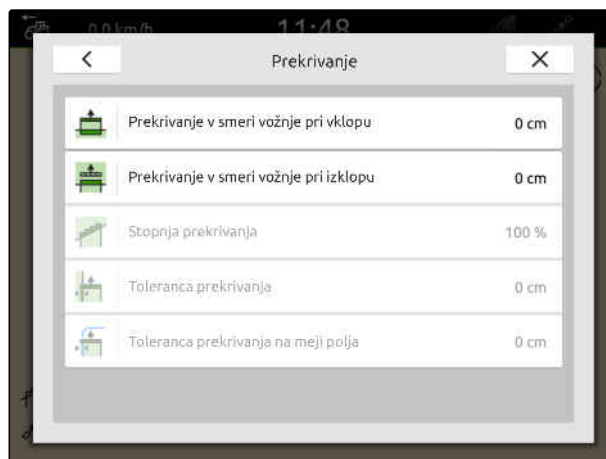 0,0 km/h 11:48
Prekrivanje
Prekrivanje v smeri vožnje pri vklopu 0 cm
Prekrivanje v smeri vožnje pri izklopu 0 cm
Stopnja prekrivanja 100 %
Toleranca prekrivanja 0 cm
Toleranca prekrivanja na meji polja 0 cm